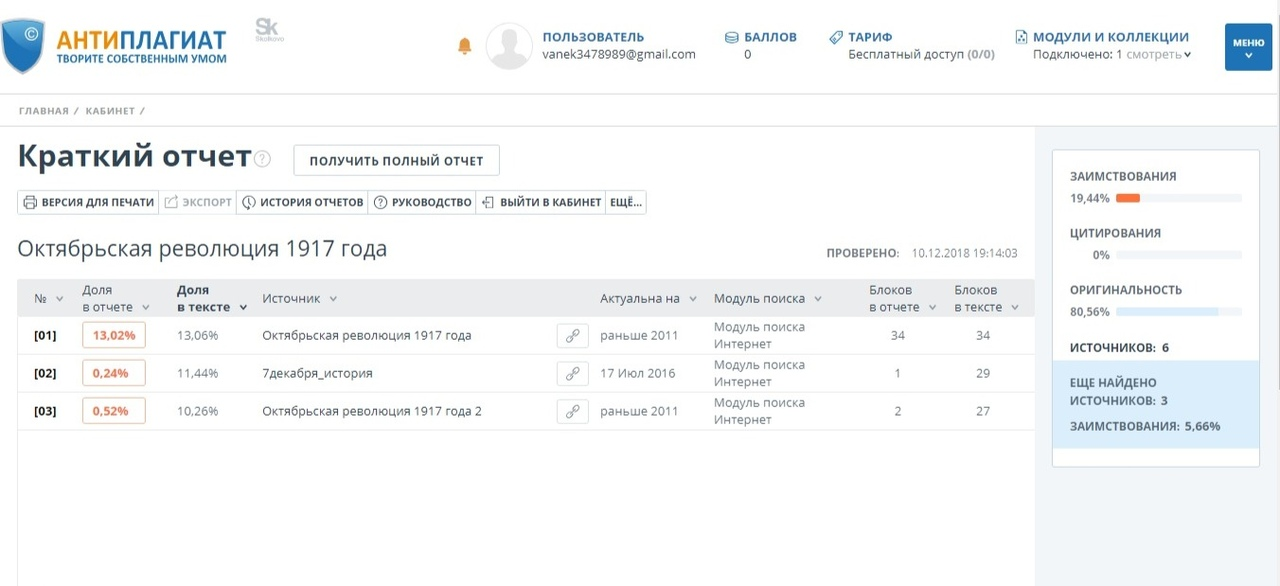 АНТИПЛАГИАТ
ТВОРИТЕ СОБСТВЕННЫМ УМОМ
Sk
Skolkovo
ПОЛЬЗОВАТЕЛЬ
vanek3478989@gmail.com
БАЛЛОВ
0
ТАРИФ
Бесплатный доступ (0/0)
МОДУЛИ И КОЛЛЕКЦИИ
Подключено: 1 смотреть
МЕНЮ
ГЛАВНАЯ / КАБИНЕТ /
Краткий отчет ?
ПОЛУЧИТЬ ПОЛНЫЙ ОТЧЕТ
ВЕРСИЯ ДЛЯ ПЕЧАТИ ЭКСПОРТ ИСТОРИЯ ОТЧЕТОВ РУКОВОДСТВО ВЫЙТИ В КАБИНЕТ ЕЩЁ...
Октябрьская революция 1917 года
ПРОВЕРЕНО: 10.12.2018 19:14:03
№ Доля в отчете Доля в тексте Источник Актуальна на Модуль поиска Блоков в отчете Блоков в тексте
[01] 13,02% 13,06% Октябрьская революция 1917 года раньше 2011 Модуль поиска Интернет 34 34
[02] 0,24% 11,44% 7декабря_история 17 Июл 2016 Модуль поиска Интернет 1 29
[03] 0,52% 10,26% Октябрьская революция 1917 года 2 раньше 2011 Модуль поиска Интернет 2 27
ЗАИМСТВОВАНИЯ
19,44%
ЦИТИРОВАНИЯ
0%
ОРИГИНАЛЬНОСТЬ
80,56%
ИСТОЧНИКОВ: 6
ЕЩЕ НАЙДЕНО
ИСТОЧНИКОВ: 3
ЗАИМСТВОВАНИЯ: 5,66%